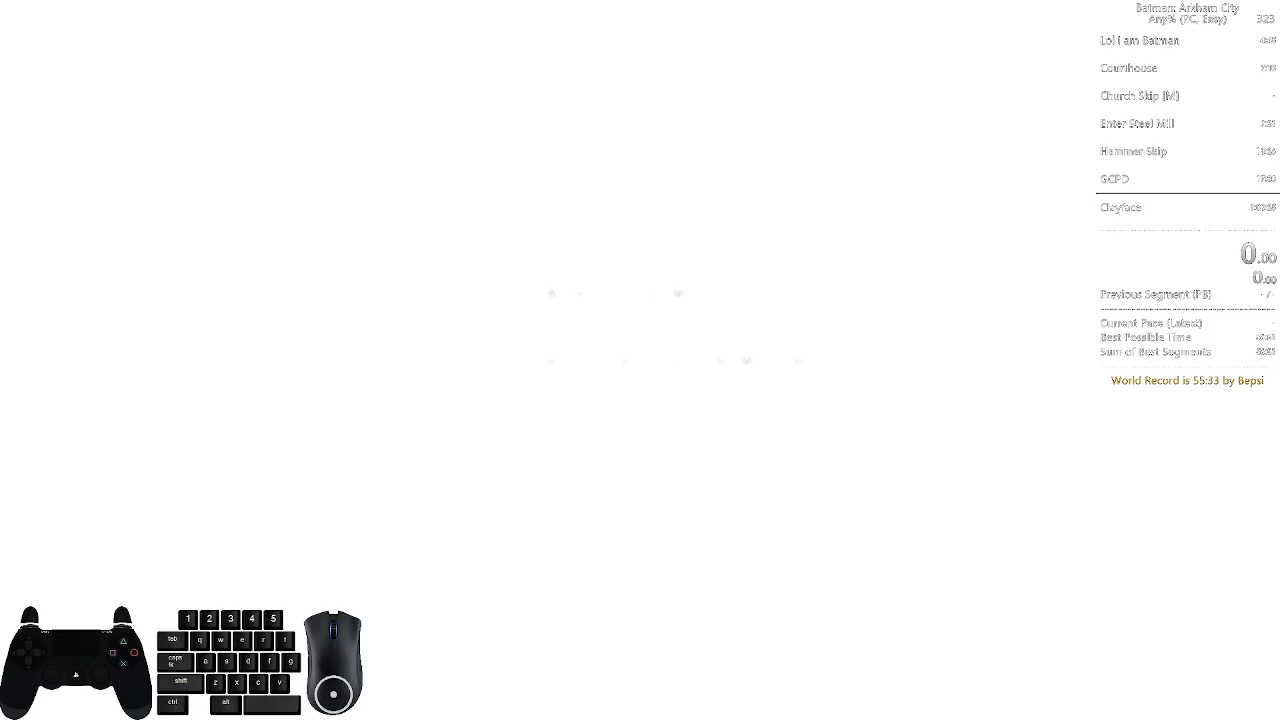 Batman: Arkham City
Any% (PC, Easy) 323
Lol I am Batman
Courthouse
Church Skip [M] -
Enter Steel Mill
Hammer Skip
GCPD
Clayface
0.00
0.00
Previous Segment (PB) - / -
Current Pace (Latest) -
Best Possible Time
Sum of Best Segments
World Record is 55:33 by Bepsi
1 2 3 4 5
tab q w e r t
caps lk a s d f g
shift z x c v
ctrl alt